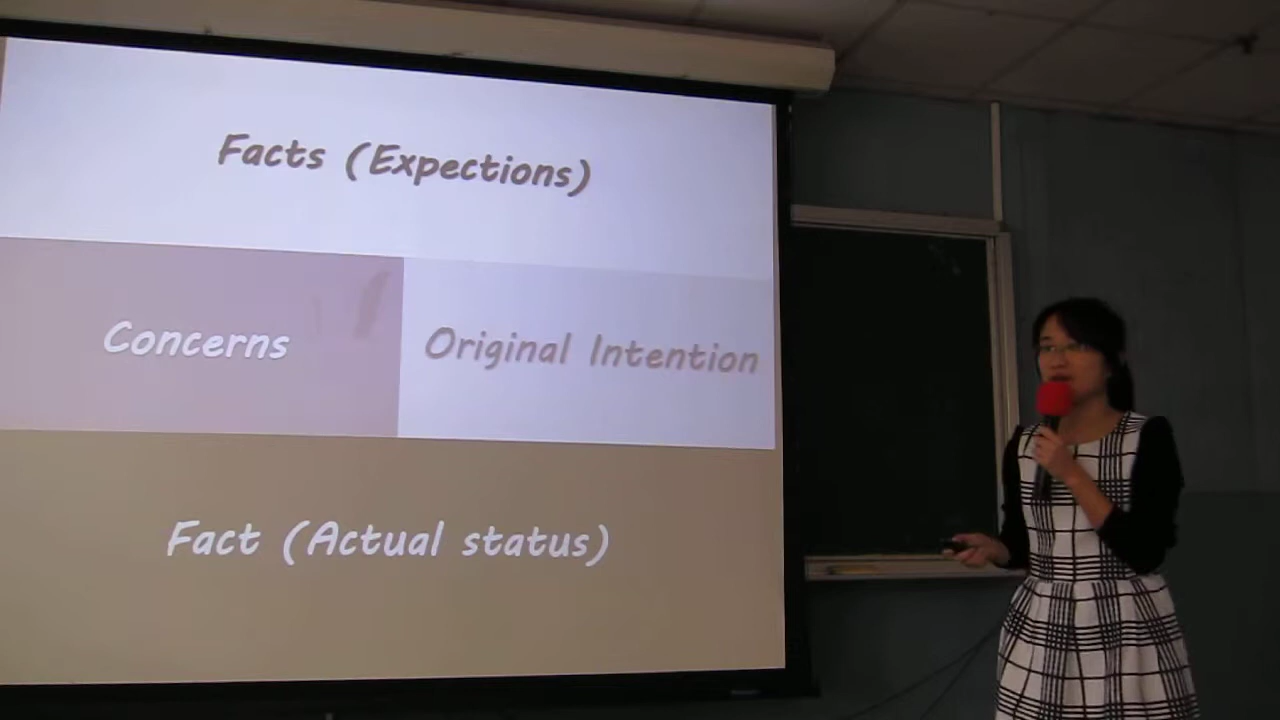 Facts (Expections)
Concerns
Original Intention
Fact (Actual status)